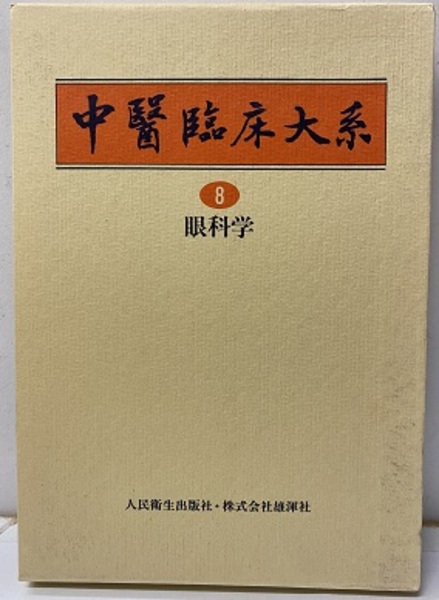 中醫臨床大系
8
眼科学
人民衛生出版社・株式会社雄渾社